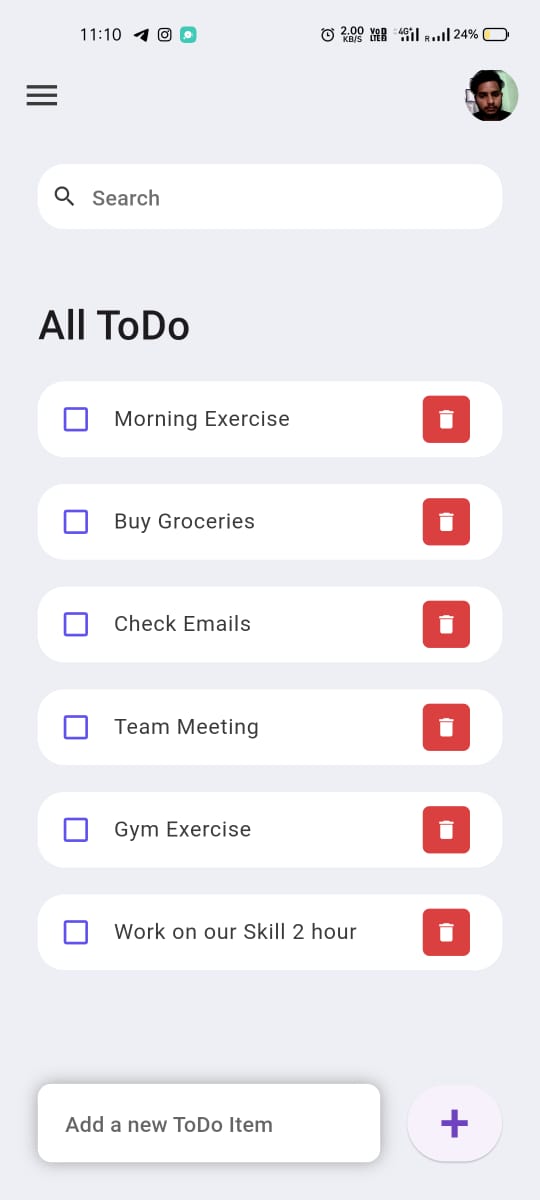 11:10
2.00 KB/S Vo LTE 4G+ R 24%
Search
All ToDo
Morning Exercise
Buy Groceries
Check Emails
Team Meeting
Gym Exercise
Work on our Skill 2 hour
Add a new ToDo Item